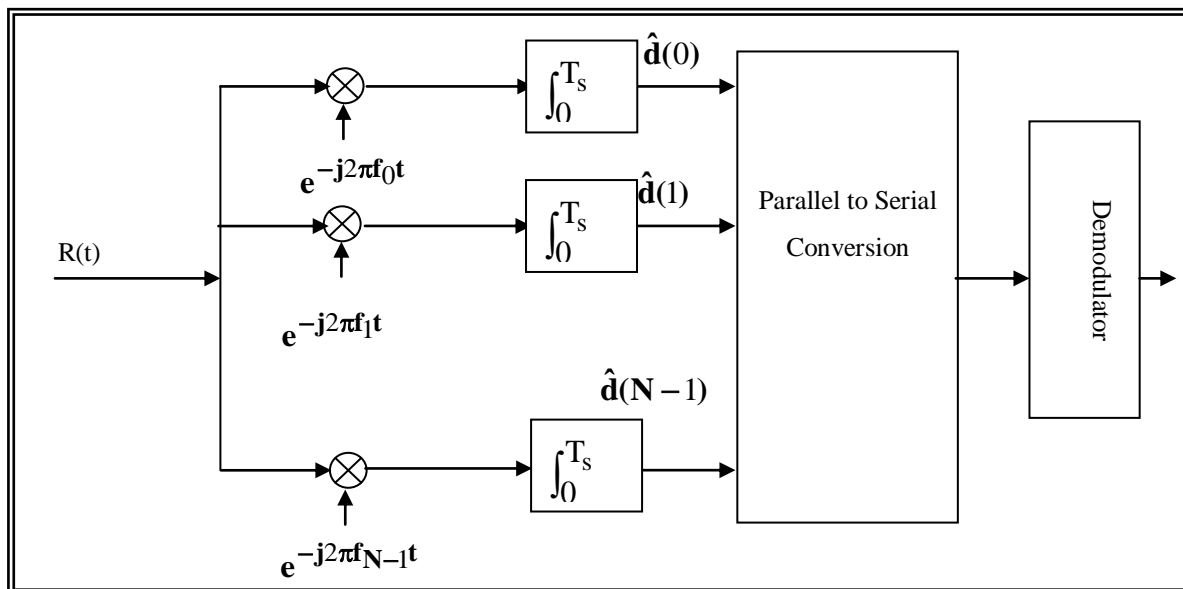 d̂(0)
∫₀^Tₛ
e^−j2πf₀t
d̂(1)
∫₀^Tₛ
Parallel to Serial
Conversion
Demodulator
R(t)
e^−j2πf₁t
d̂(N−1)
∫₀^Tₛ
e^−j2πf_N−1t